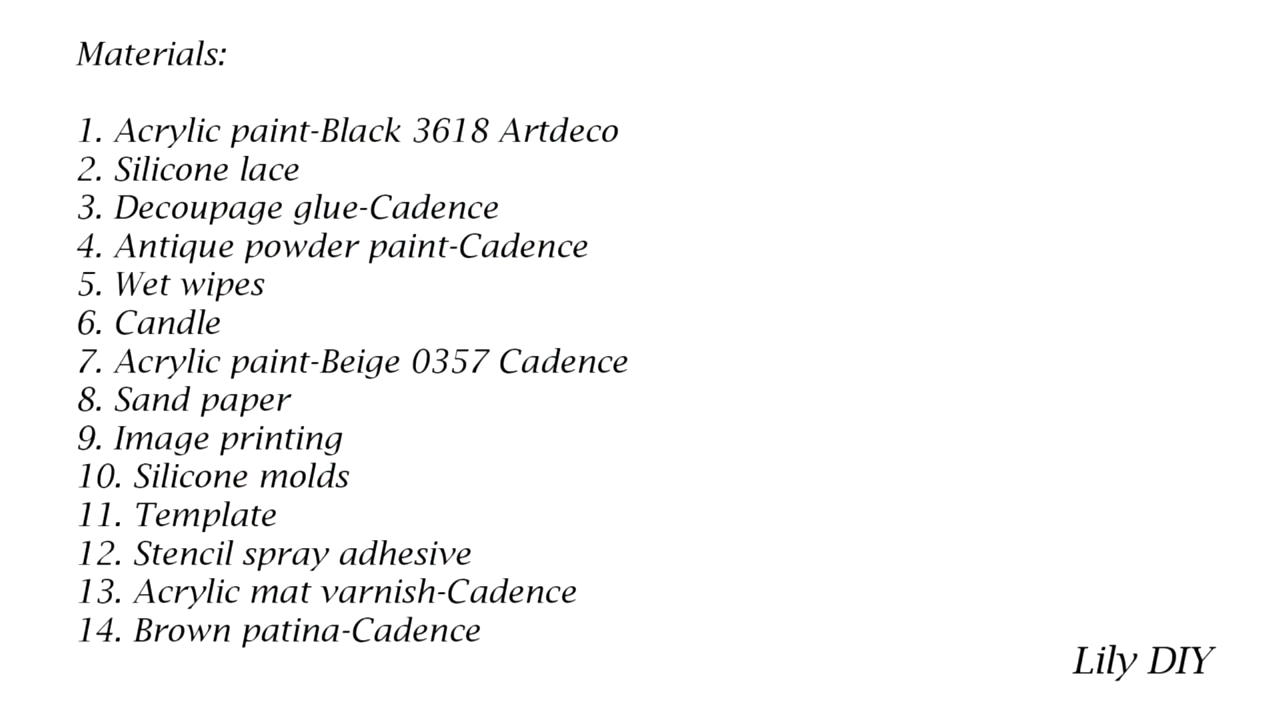 Materials:
1. Acrylic paint-Black 3618 Artdeco
2. Silicone lace
3. Decoupage glue-Cadence
4. Antique powder paint-Cadence
5. Wet wipes
6. Candle
7. Acrylic paint-Beige 0357 Cadence
8. Sand paper
9. Image printing
10. Silicone molds
11. Template
12. Stencil spray adhesive
13. Acrylic mat varnish-Cadence
14. Brown patina-Cadence
Lily DIY